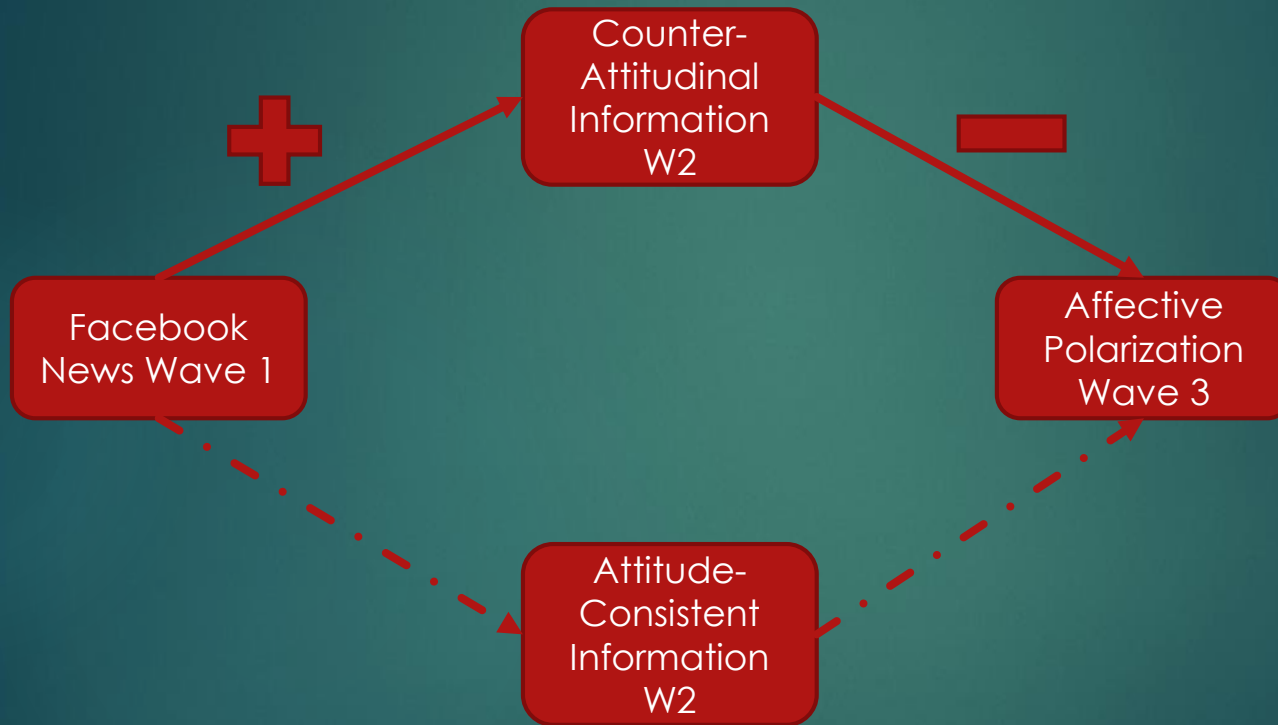 Counter-
Attitudinal
Information
W2
Facebook
News Wave 1
Affective
Polarization
Wave 3
Attitude-
Consistent
Information
W2